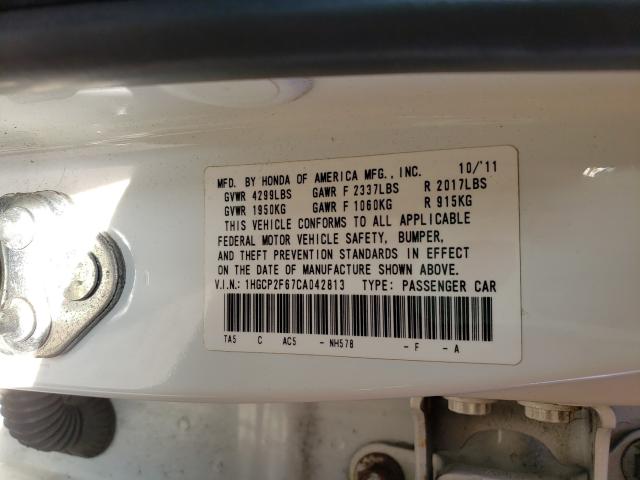 MFD. BY HONDA OF AMERICA MFG., INC. 10/'11
GVWR 4299LBS GAWR F 2337LBS R 2017LBS
GVWR 1950KG GAWR F 1060KG R 915KG
THIS VEHICLE CONFORMS TO ALL APPLICABLE
FEDERAL MOTOR VEHICLE SAFETY, BUMPER,
AND THEFT PREVENTION STANDARDS IN EFFECT
ON THE DATE OF MANUFACTURE SHOWN ABOVE.
V.I.N.: 1HGCP2F67CA042813 TYPE: PASSENGER CAR
TA5 C AC5 - NH578 - F - A